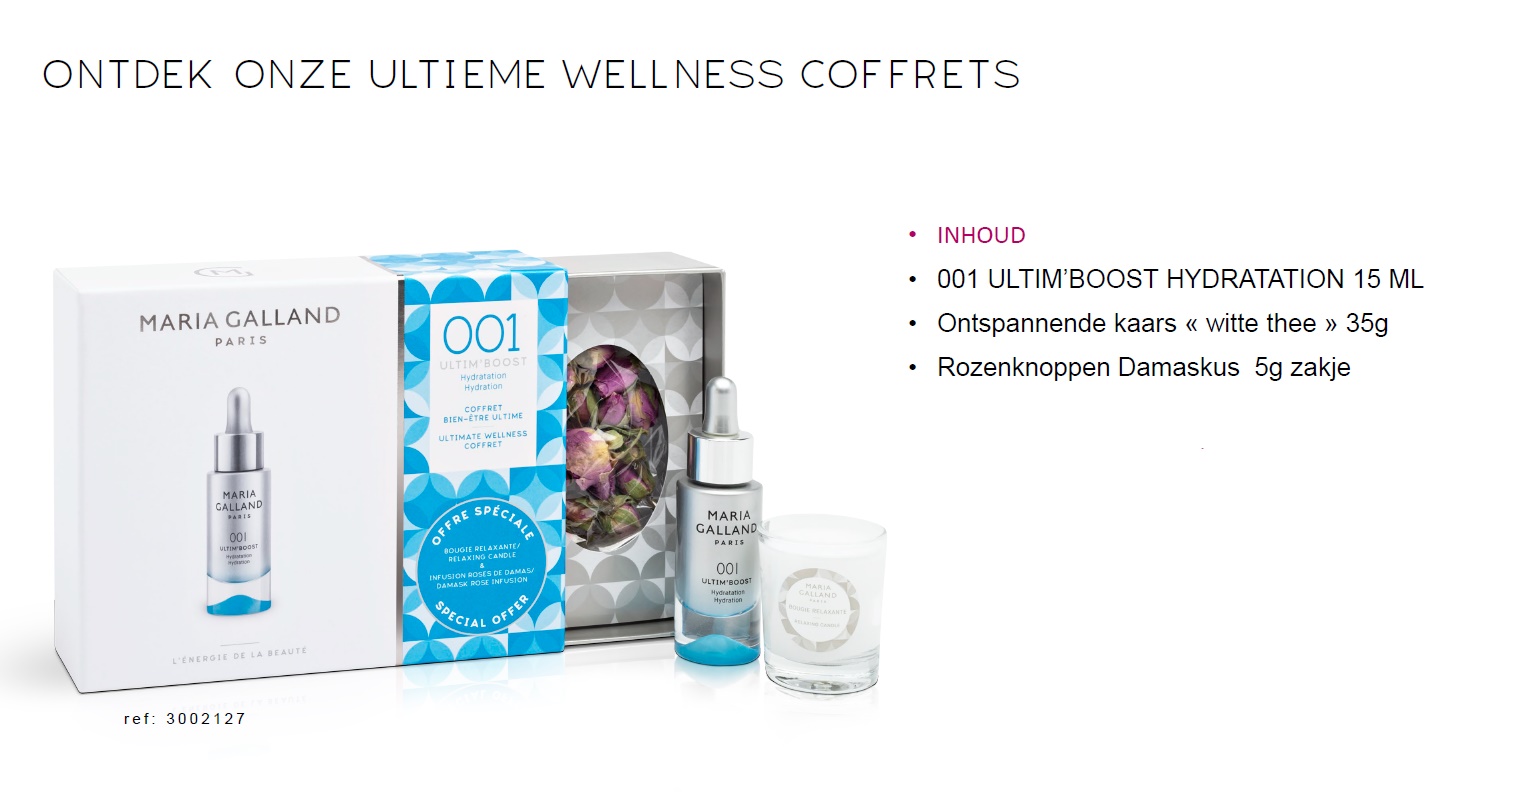 ONTDEK ONZE ULTIEME WELLNESS COFFRETS
• INHOUD
• 001 ULTIM'BOOST HYDRATATION 15 ML
• Ontspannende kaars « witte thee » 35g
• Rozenknoppen Damaskus 5g zakje
MARIA GALLAND
PARIS
MARIA
GALLAND
PARIS
001
ULTIM'BOOST
Hydratation
Hydration
L'ÉNERGIE DE LA BEAUTÉ
001
ULTIM'BOOST
Hydratation
Hydration
COFFRET
BIEN-ÊTRE ULTIME
ULTIMATE WELLNESS
COFFRET
OFFRE SPÉCIALE
BOUGIE RELAXANTE/
RELAXING CANDLE
&
INFUSION ROSES DE DAMAS/
DAMASK ROSE INFUSION
SPECIAL OFFER
MARIA
GALLAND
PARIS
001
ULTIM'BOOST
Hydratation
Hydration
MARIA
GALLAND
PARIS
BOUGIE RELAXANTE
RELAXING CANDLE
ref: 3002127